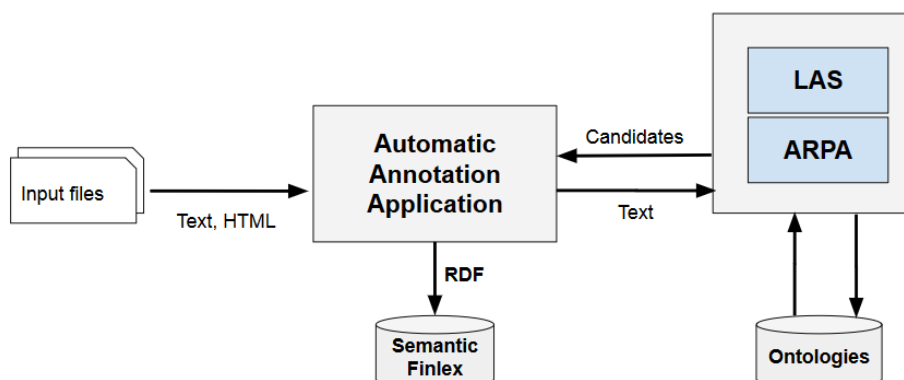 LAS
ARPA
Automatic
Annotation
Application
Candidates
Input files
Text, HTML
Text
RDF
Semantic
Finlex
Ontologies